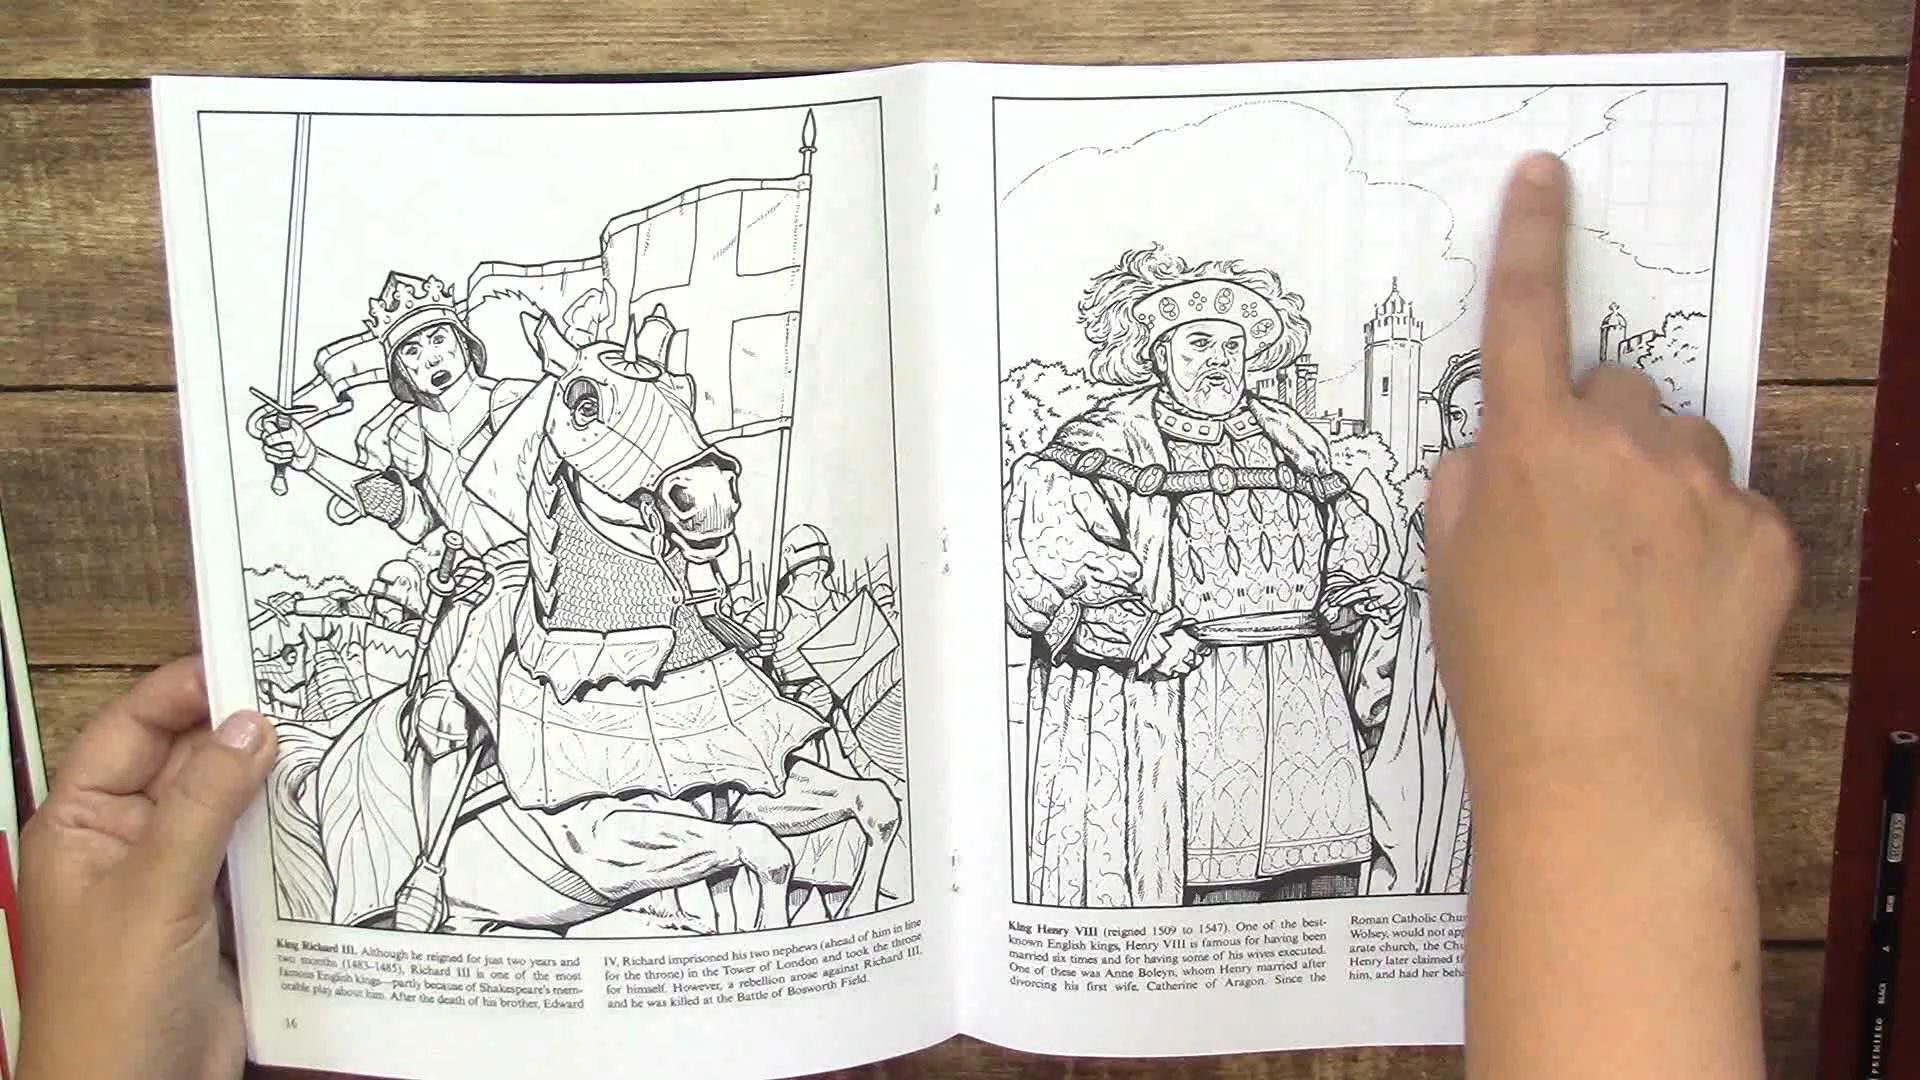 King Richard III. Although he reigned for just two years and
two months (1483–1485), Richard III is one of the most
famous English kings—partly because of Shakespeare's mem-
orable play about him. After the death of his brother, Edward
IV, Richard imprisoned his two nephews (ahead of him in line
for the throne) in the Tower of London and took the throne
for himself. However, a rebellion arose against Richard III,
and he was killed at the Battle of Bosworth Field.
16
King Henry VIII (reigned 1509 to 1547). One of the best-
known English kings, Henry VIII is famous for having been
married six times and for having some of his wives executed.
One of these was Anne Boleyn, whom Henry married after
divorcing his first wife, Catherine of Aragon. Since the
Roman Catholic
Wolsey, would not
arate church, the
Henry later claimed
him, and had her
PREMIER BLACK
PC935